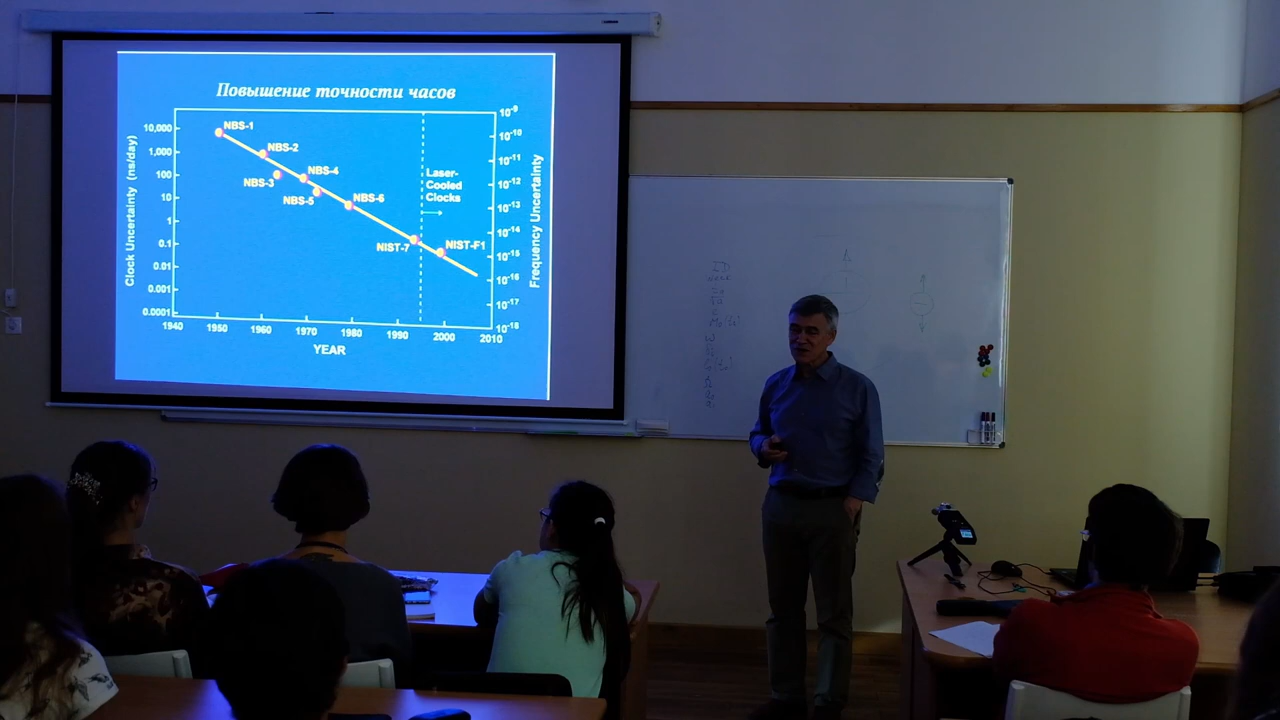 Повышение точности часов
Clock Uncertainty (ns/day)
10,000
1,000
100
10
1
0.1
0.01
0.001
0.0001
NBS-1
NBS-2
NBS-3
NBS-4
NBS-5
NBS-6
NIST-7
NIST-F1
Laser-
Cooled
Clocks
10-9
10-10
10-11
10-12
10-13
10-14
10-15
10-16
10-17
10-18
Frequency Uncertainty
1940 1950 1960 1970 1980 1990 2000 2010
YEAR